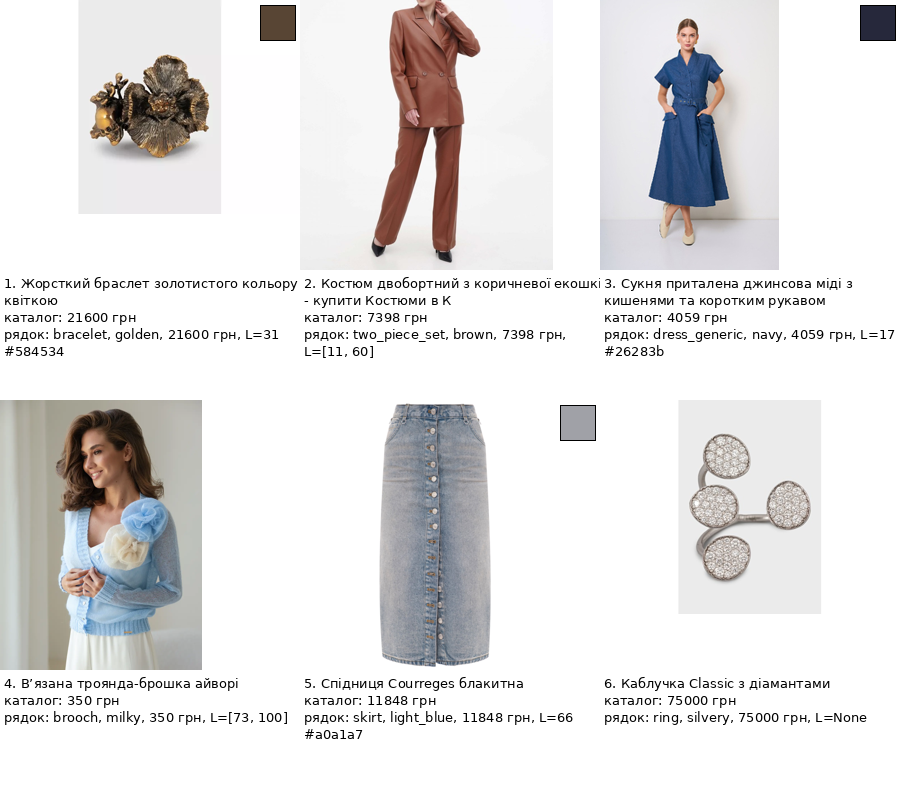 1. Жорсткий браслет золотистого кольору
квіткою
каталог: 21600 грн
рядок: bracelet, golden, 21600 грн, L=31
#584534
2. Костюм двобортний з коричневої екошкі
- купити Костюми в К
каталог: 7398 грн
рядок: two_piece_set, brown, 7398 грн,
L=[11, 60]
3. Сукня приталена джинсова міді з
кишенями та коротким рукавом
каталог: 4059 грн
рядок: dress_generic, navy, 4059 грн, L=17
#26283b
4. В’язана троянда-брошка айворі
каталог: 350 грн
рядок: brooch, milky, 350 грн, L=[73, 100]
5. Спідниця Courreges блакитна
каталог: 11848 грн
рядок: skirt, light_blue, 11848 грн, L=66
#a0a1a7
6. Каблучка Classic з діамантами
каталог: 75000 грн
рядок: ring, silvery, 75000 грн, L=None